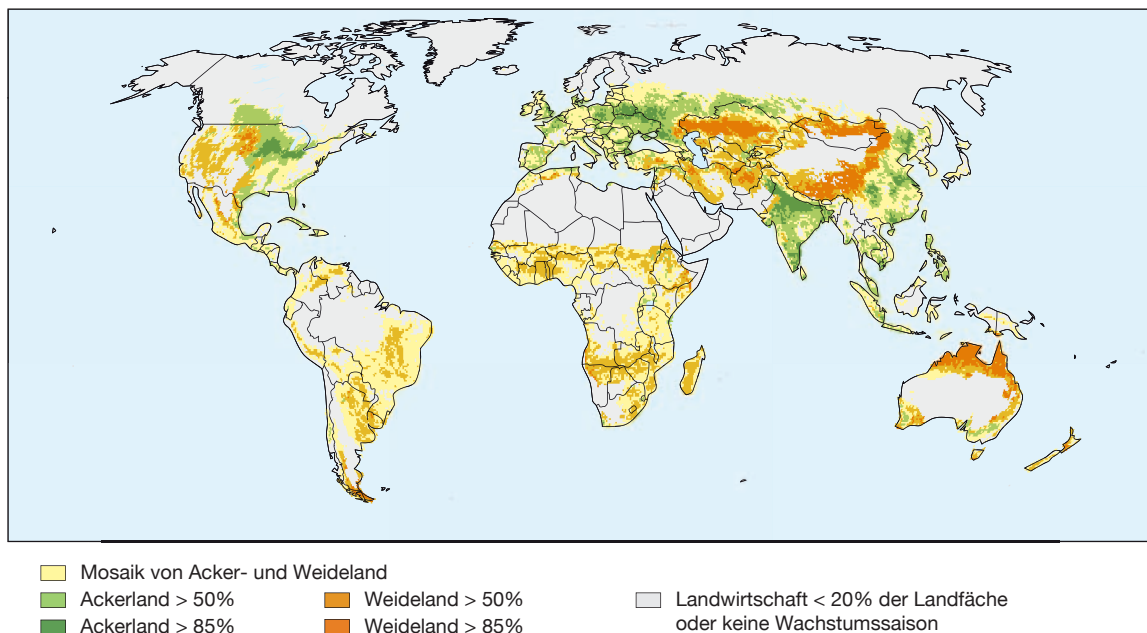 Mosaik von Acker- und Weideland
Ackerland > 50%
Ackerland > 85%
Weideland > 50%
Weideland > 85%
Landwirtschaft < 20% der Landfäche
oder keine Wachstumssaison